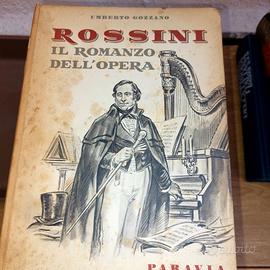 UMBERTO GOZZANO
ROSSINI
IL ROMANZO
DELL'OPERA
PARAVIA